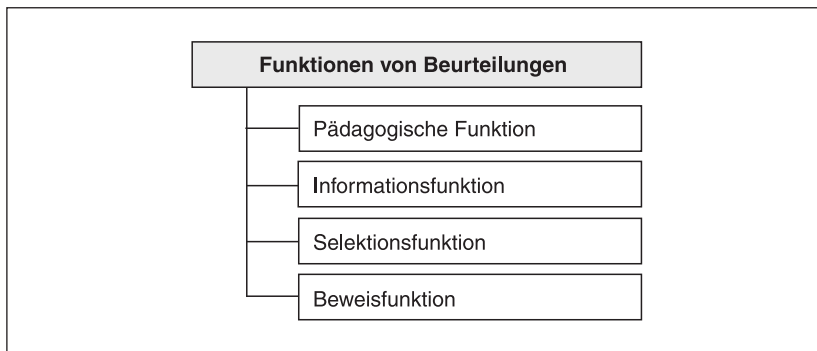 Funktionen von Beurteilungen
Pädagogische Funktion
Informationsfunktion
Selektionsfunktion
Beweisfunktion